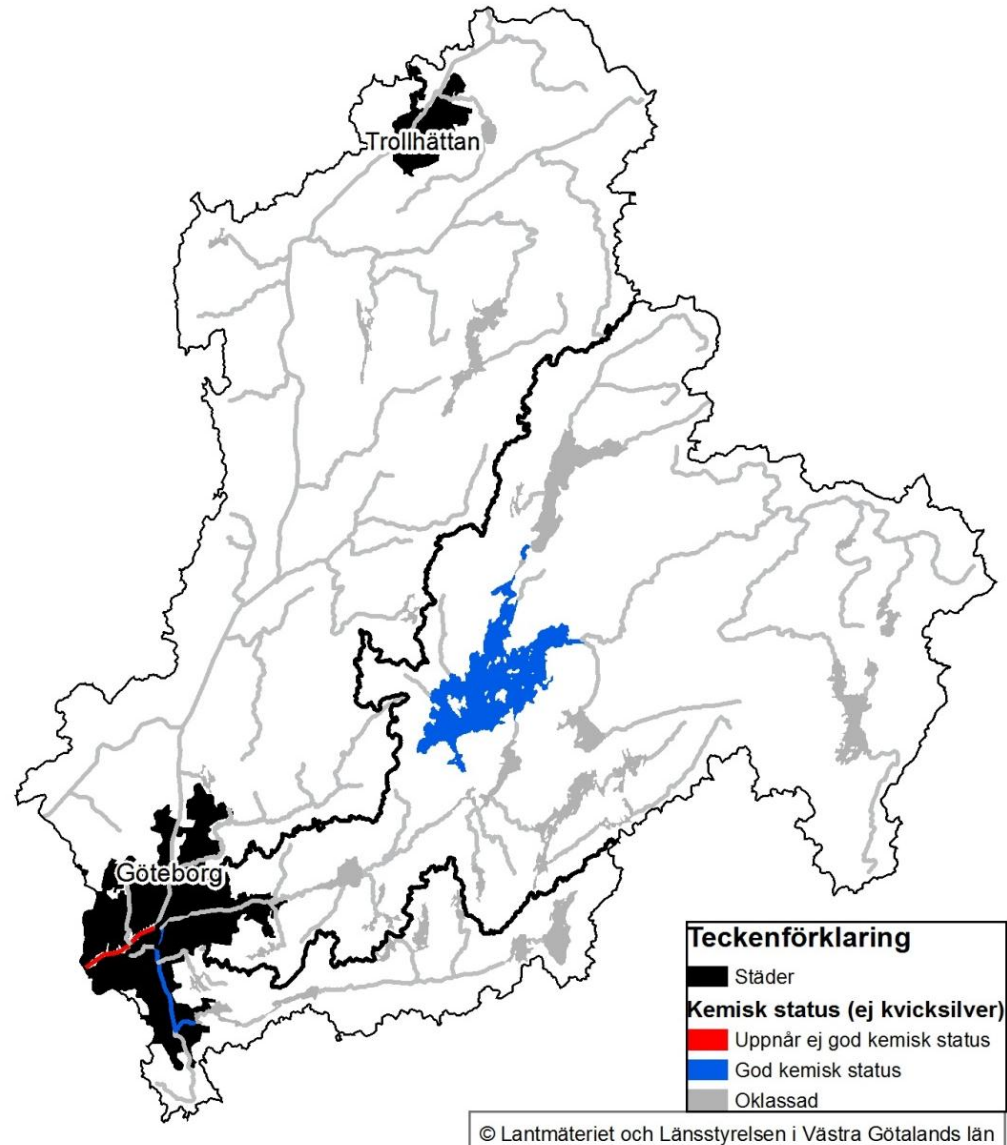 Trollhättan
Göteborg
Teckenförklaring
Städer
Kemisk status (ej kvicksilver)
Uppnår ej god kemisk status
God kemisk status
Oklassad
© Lantmäteriet och Länsstyrelsen i Västra Götalands län